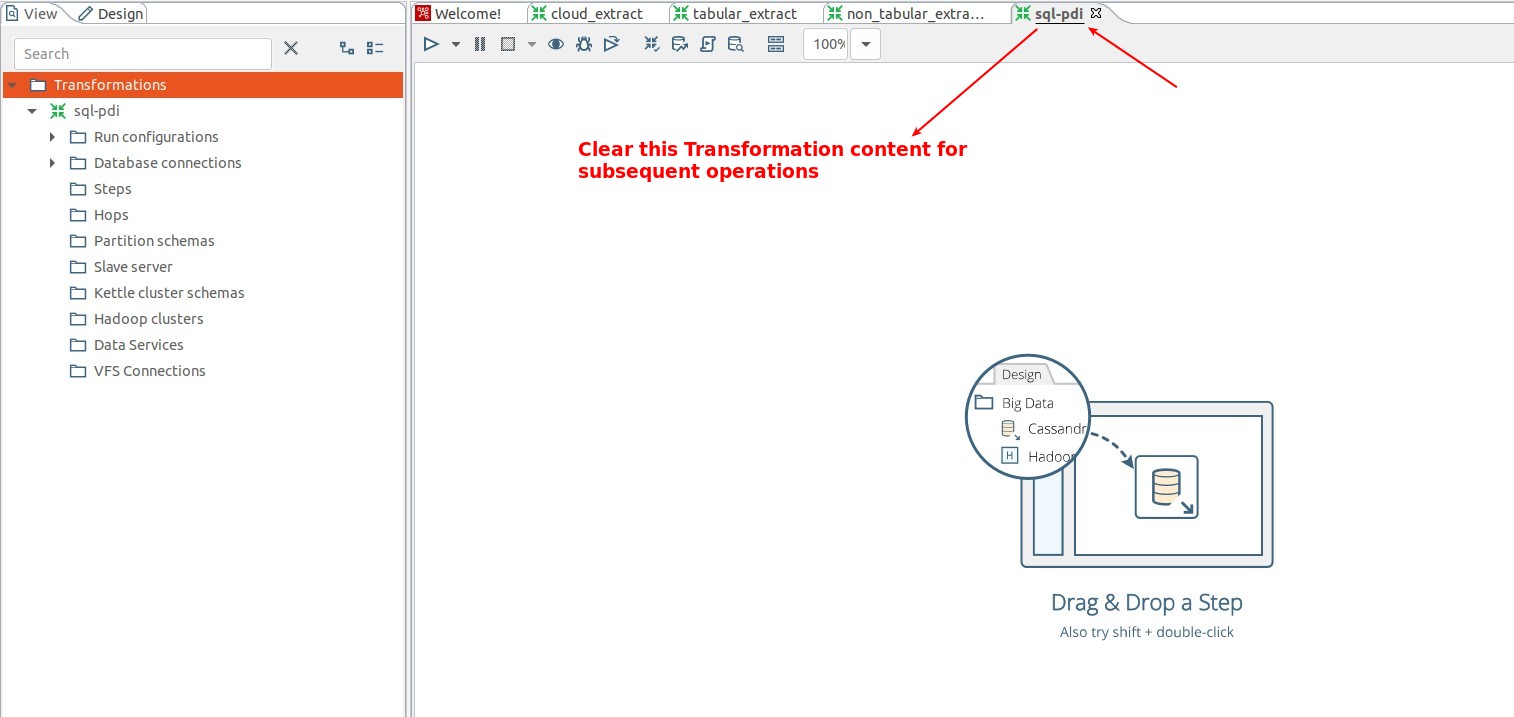 View
Design
Welcome!
cloud_extract
tabular_extract
non_tabular_extra...
sql-pdi
Search
100%
Transformations
sql-pdi
Run configurations
Database connections
Steps
Hops
Partition schemas
Slave server
Kettle cluster schemas
Hadoop clusters
Data Services
VFS Connections
Clear this Transformation content for
subsequent operations
Design
Big Data
Cassandr
H
Hadoop
Drag & Drop a Step
Also try shift + double-click